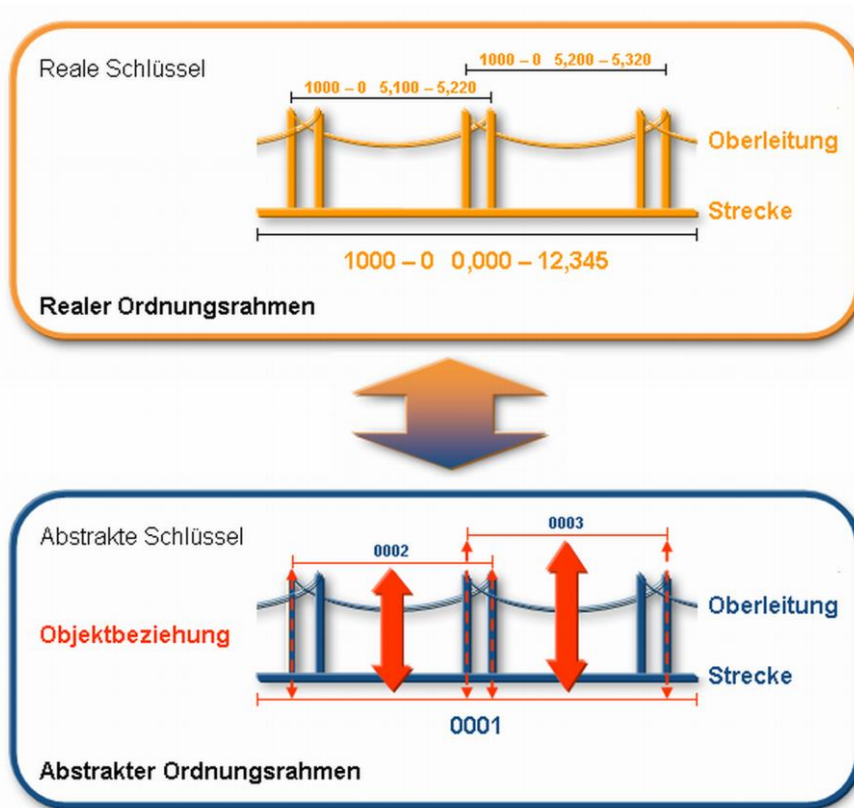 Reale Schlüssel
1000 – 0 5,200 – 5,320
1000 – 0 5,100 – 5,220
Oberleitung
Strecke
1000 – 0 0,000 – 12,345
Realer Ordnungsrahmen
Abstrakte Schlüssel
0003
0002
Oberleitung
Objektbeziehung
Strecke
0001
Abstrakter Ordnungsrahmen